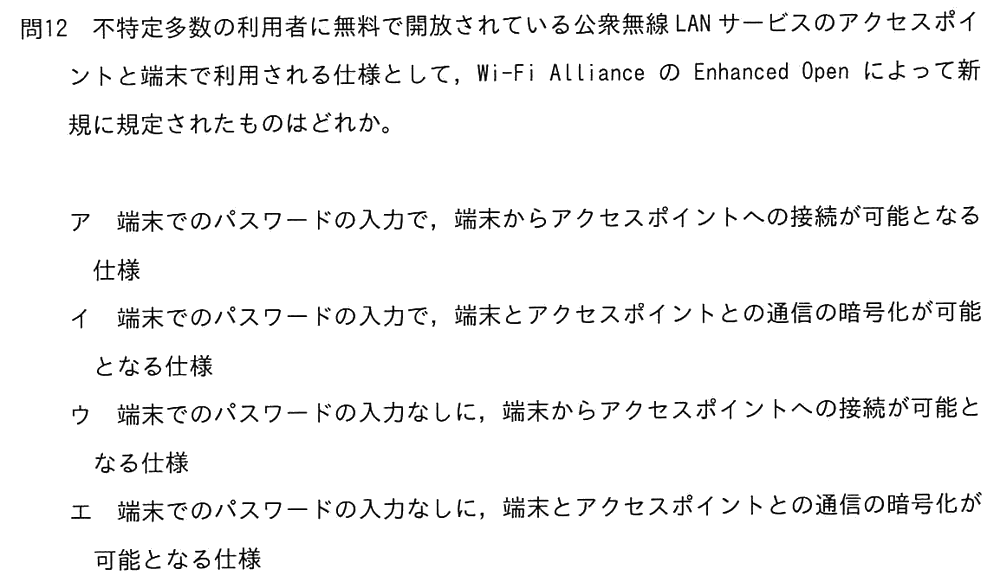 問12　不特定多数の利用者に無料で開放されている公衆無線 LAN サービスのアクセスポイ
ントと端末で利用される仕様として，Wi-Fi Alliance の Enhanced Open によって新
規に規定されたものはどれか。
ア　端末でのパスワードの入力で，端末からアクセスポイントへの接続が可能となる
仕様
イ　端末でのパスワードの入力で，端末とアクセスポイントとの通信の暗号化が可能
となる仕様
ウ　端末でのパスワードの入力なしに，端末からアクセスポイントへの接続が可能と
なる仕様
エ　端末でのパスワードの入力なしに，端末とアクセスポイントとの通信の暗号化が
可能となる仕様